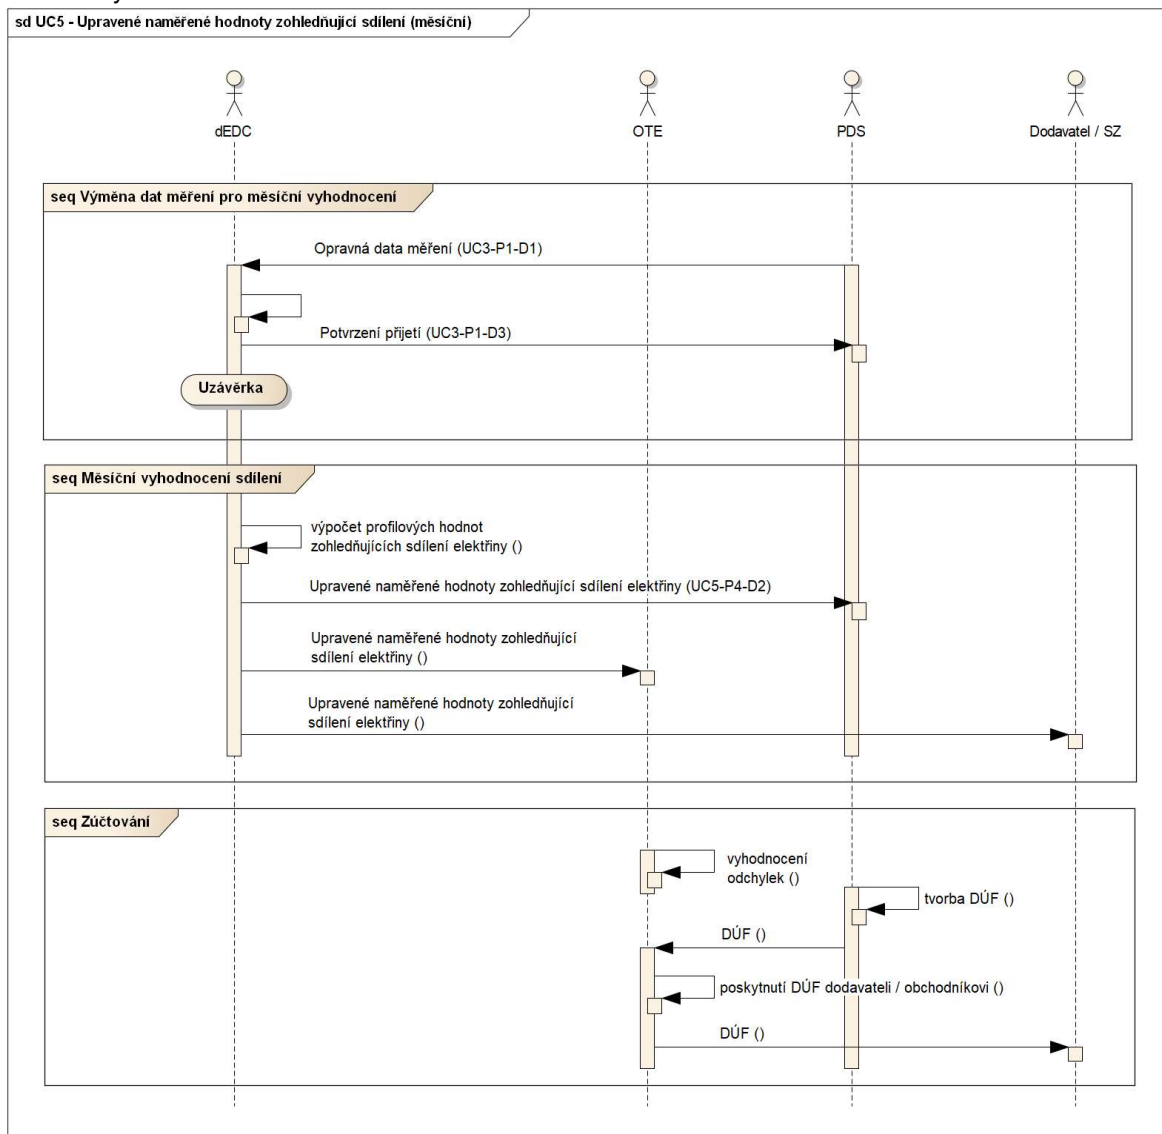 sd UC5 - Upravené naměřené hodnoty zohledňující sdílení (měsíční)
dEDC
OTE
PDS
Dodavatel / SZ
seq Výměna dat měření pro měsíční vyhodnocení
Opravná data měření (UC3-P1-D1)
Potvrzení přijetí (UC3-P1-D3)
Uzávěrka
seq Měsíční vyhodnocení sdílení
výpočet profilových hodnot
zohledňujících sdílení elektřiny ()
Upravené naměřené hodnoty zohledňující sdílení elektřiny (UC5-P4-D2)
Upravené naměřené hodnoty zohledňující
sdílení elektřiny ()
Upravené naměřené hodnoty zohledňující
sdílení elektřiny ()
seq Zúčtování
vyhodnocení
odchylek ()
tvorba DÚF ()
DÚF ()
poskytnutí DÚF dodavateli / obchodníkovi ()
DÚF ()